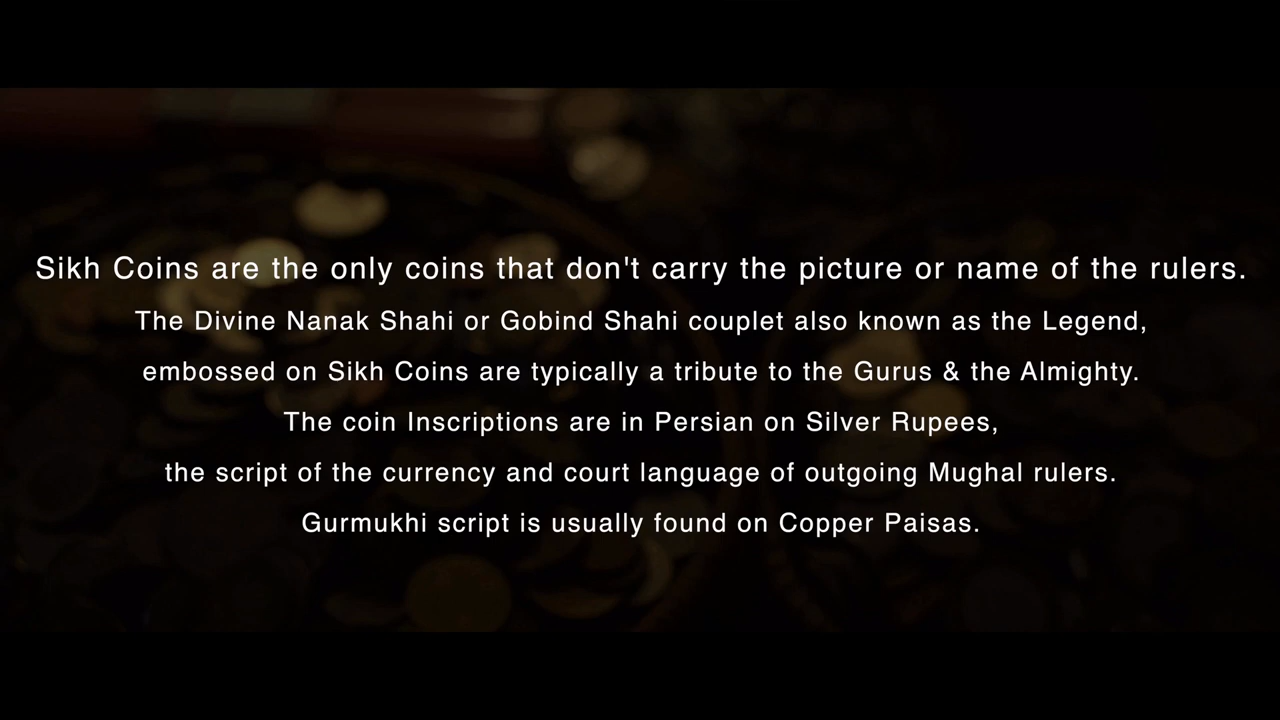 Sikh Coins are the only coins that don't carry the picture or name of the rulers.
The Divine Nanak Shahi or Gobind Shahi couplet also known as the Legend,
embossed on Sikh Coins are typically a tribute to the Gurus & the Almighty.
The coin Inscriptions are in Persian on Silver Rupees,
the script of the currency and court language of outgoing Mughal rulers.
Gurmukhi script is usually found on Copper Paisas.